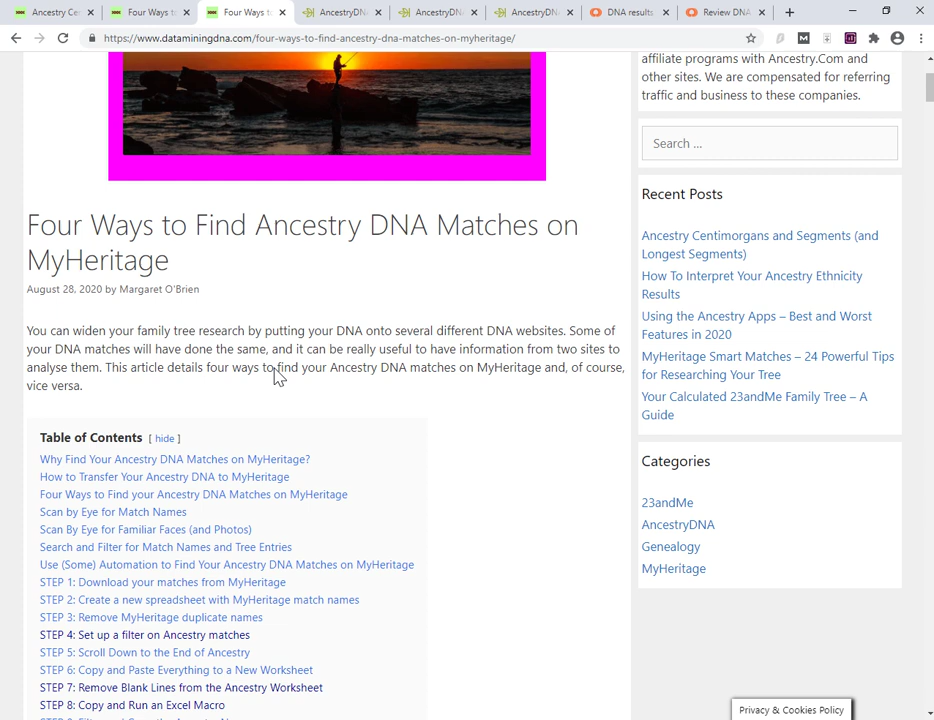 Ancestry Ce
Four Ways to
Four Ways to
AncestryDN
AncestryDN
AncestryDN
DNA results
Review DNA
https://www.dataminingdna.com/four-ways-to-find-ancestry-dna-matches-on-myheritage/
affiliate programs with Ancestry.Com and
other sites. We are compensated for referring
traffic and business to these companies.
Search ...
Four Ways to Find Ancestry DNA Matches on
MyHeritage
August 28, 2020 by Margaret O'Brien
You can widen your family tree research by putting your DNA onto several different DNA websites. Some of
your DNA matches will have done the same, and it can be really useful to have information from two sites to
analyse them. This article details four ways to find your Ancestry DNA matches on MyHeritage and, of course,
vice versa.
Table of Contents [ hide ]
Why Find Your Ancestry DNA Matches on MyHeritage?
How to Transfer Your Ancestry DNA to MyHeritage
Four Ways to Find your Ancestry DNA Matches on MyHeritage
Scan by Eye for Match Names
Scan By Eye for Familiar Faces (and Photos)
Search and Filter for Match Names and Tree Entries
Use (Some) Automation to Find Your Ancestry DNA Matches on MyHeritage
STEP 1: Download your matches from MyHeritage
STEP 2: Create a new spreadsheet with MyHeritage match names
STEP 3: Remove MyHeritage duplicate names
STEP 4: Set up a filter on Ancestry matches
STEP 5: Scroll Down to the End of Ancestry
STEP 6: Copy and Paste Everything to a New Worksheet
STEP 7: Remove Blank Lines from the Ancestry Worksheet
STEP 8: Copy and Run an Excel Macro
Recent Posts
Ancestry Centimorgans and Segments (and
Longest Segments)
How To Interpret Your Ancestry Ethnicity
Results
Using the Ancestry Apps – Best and Worst
Features in 2020
MyHeritage Smart Matches – 24 Powerful Tips
for Researching Your Tree
Your Calculated 23andMe Family Tree – A
Guide
Categories
23andMe
AncestryDNA
Genealogy
MyHeritage
Privacy & Cookies Policy